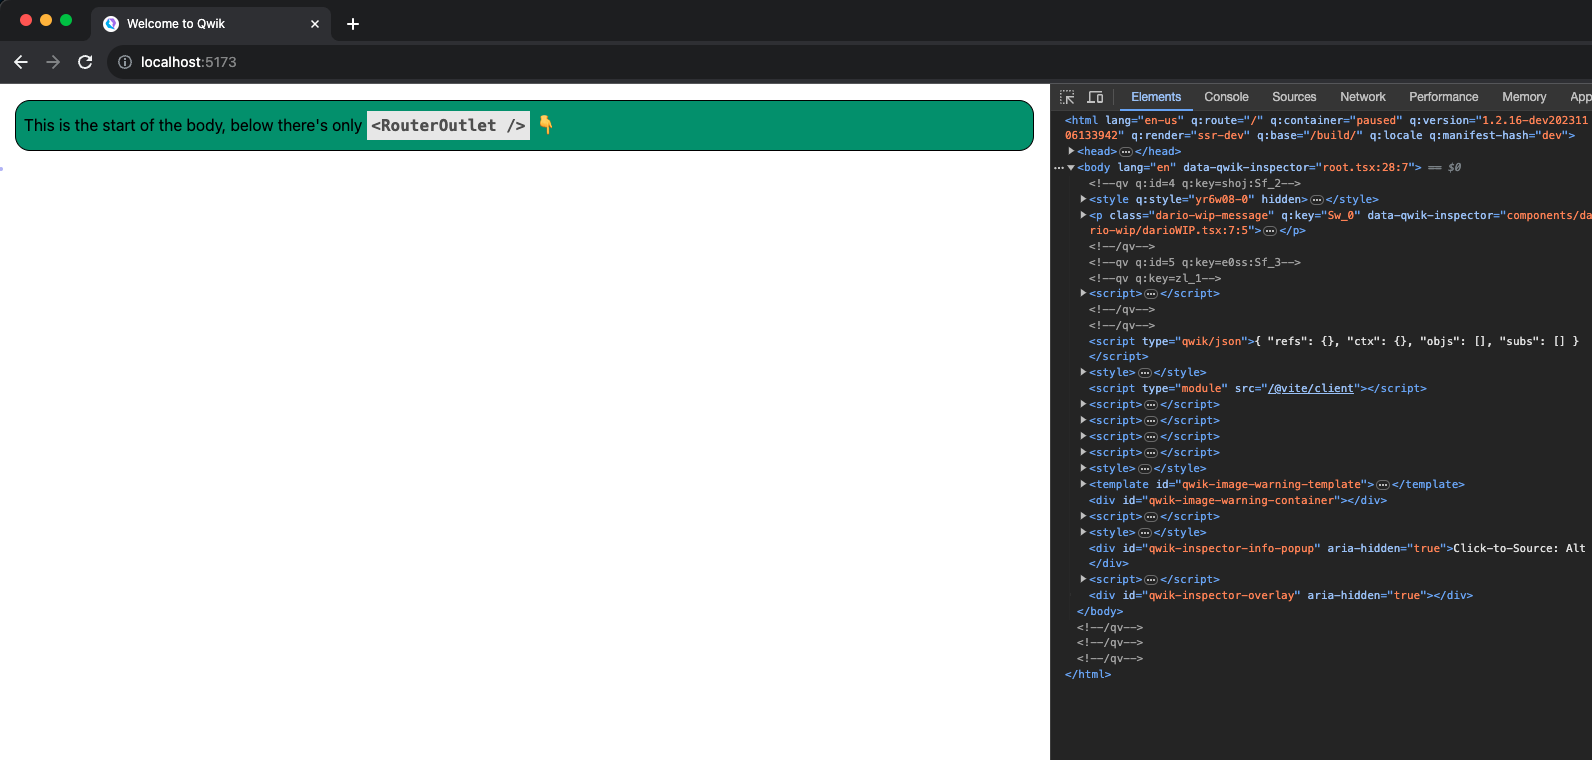 Welcome to Qwik
localhost:5173
This is the start of the body, below there's only <RouterOutlet /> 👇
Elements Console Sources Network Performance Memory App
<html lang="en-us" q:route="/" q:container="paused" q:version="1.2.16-dev202311
06133942" q:render="ssr-dev" q:base="/build/" q:locale q:manifest-hash="dev">
<head>…</head>
<body lang="en" data-qwik-inspector="root.tsx:28:7"> == $0
<!--qv q:id=4 q:key=shoj:Sf_2-->
<style q:style="yr6w08-0" hidden>…</style>
<p class="dario-wip-message" q:key="Sw_0" data-qwik-inspector="components/da
rio-wip/darioWIP.tsx:7:5">…</p>
<!--/qv-->
<!--qv q:id=5 q:key=e0ss:Sf_3-->
<!--qv q:key=zl_1-->
<script>…</script>
<!--/qv-->
<!--/qv-->
<script type="qwik/json">{ "refs": {}, "ctx": {}, "objs": [], "subs": [] }
</script>
<style>…</style>
<script type="module" src="/@vite/client"></script>
<script>…</script>
<script>…</script>
<script>…</script>
<script>…</script>
<style>…</style>
<template id="qwik-image-warning-template">…</template>
<div id="qwik-image-warning-container"></div>
<script>…</script>
<style>…</style>
<div id="qwik-inspector-info-popup" aria-hidden="true">Click-to-Source: Alt
</div>
<script>…</script>
<div id="qwik-inspector-overlay" aria-hidden="true"></div>
</body>
<!--/qv-->
<!--/qv-->
<!--/qv-->
</html>